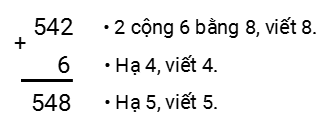 542 • 2 cộng 6 bằng 8, viết 8.
+
6 • Hạ 4, viết 4.
548 • Hạ 5, viết 5.